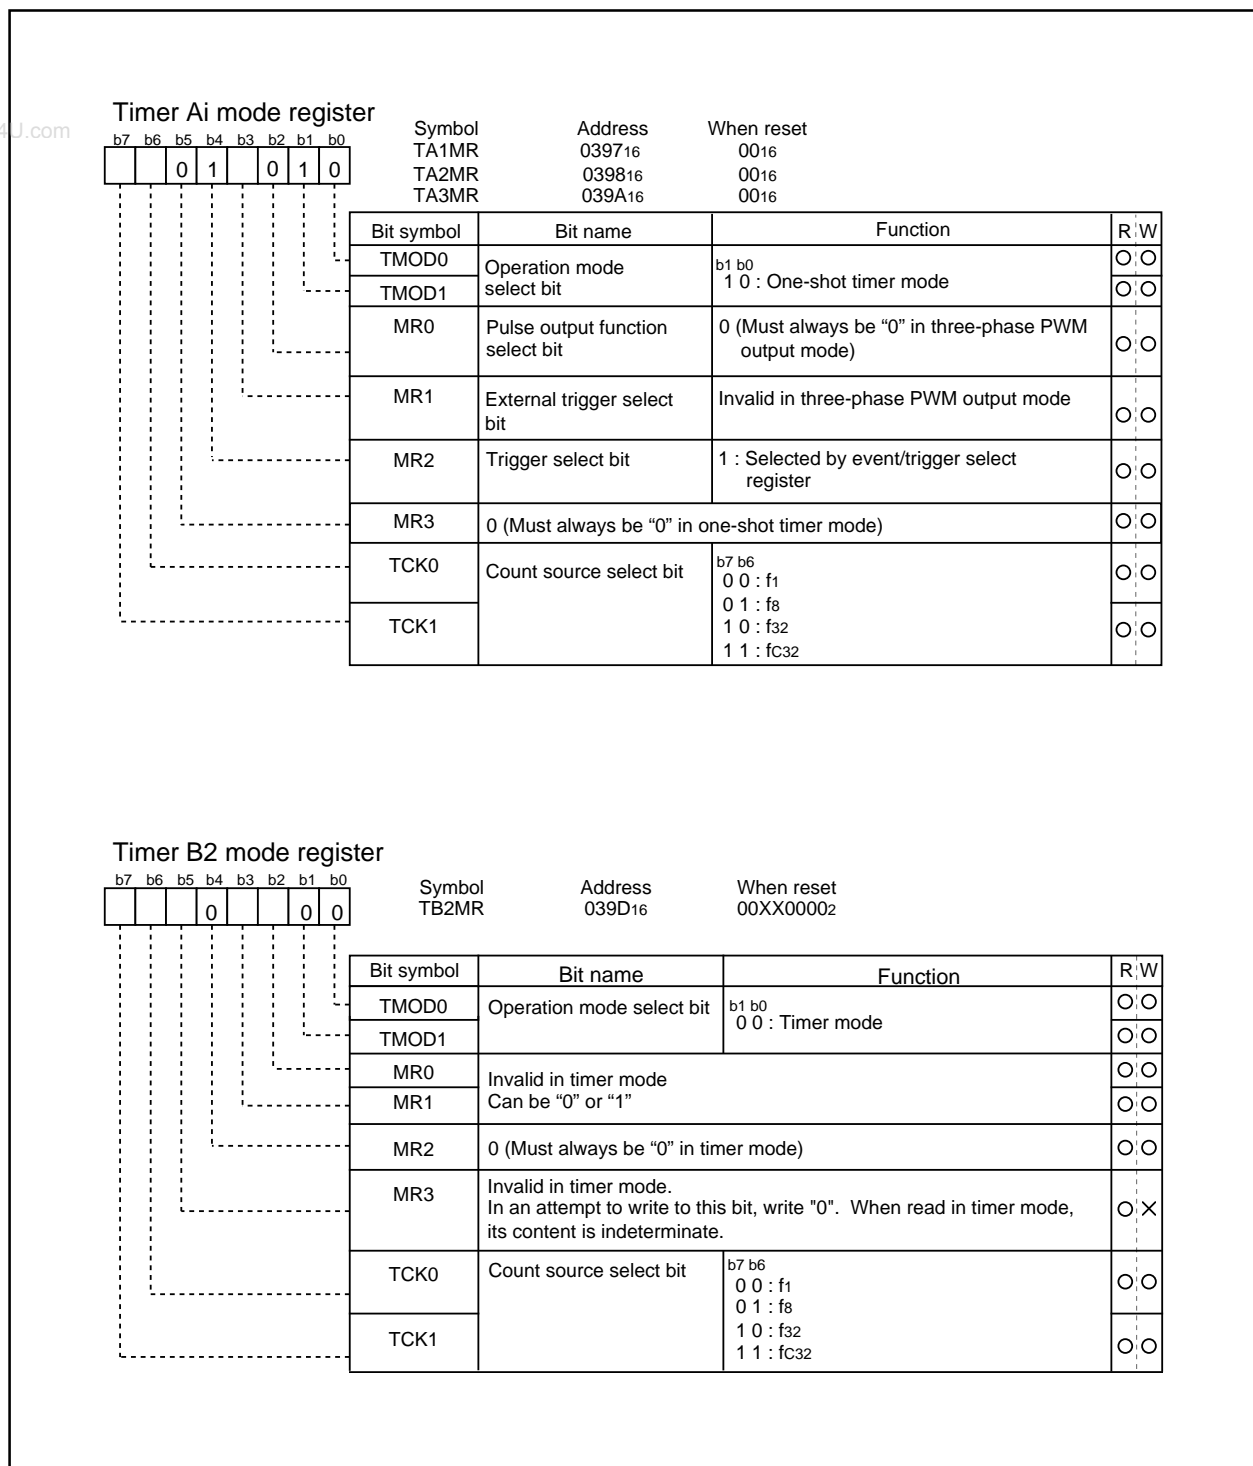 Timer Ai mode register
4U.com
Symbol Address When reset
b7 b6 b5 b4 b3 b2 b1 b0
TA1MR 039716 0016
0 1 0 1 0
TA2MR 039816 0016
TA3MR 039A16 0016
Bit symbol Bit name Function R W
TMOD0 Operation mode select bit b1 b0
1 0 : One-shot timer mode
TMOD1
MR0 Pulse output function select bit 0 (Must always be “0” in three-phase PWM
output mode)
MR1 External trigger select bit Invalid in three-phase PWM output mode
MR2 Trigger select bit 1 : Selected by event/trigger select
register
MR3 0 (Must always be “0” in one-shot timer mode)
TCK0 Count source select bit b7 b6
0 0 : f1
0 1 : f8
TCK1 1 0 : f32
1 1 : fC32
Timer B2 mode register
b7 b6 b5 b4 b3 b2 b1 b0
Symbol Address When reset
0 0 0
TB2MR 039D16 00XX00002
Bit symbol Bit name Function R W
TMOD0 Operation mode select bit b1 b0
0 0 : Timer mode
TMOD1
MR0 Invalid in timer mode
MR1 Can be “0” or “1”
MR2 0 (Must always be “0” in timer mode)
MR3 Invalid in timer mode.
In an attempt to write to this bit, write "0". When read in timer mode,
its content is indeterminate.
TCK0 Count source select bit b7 b6
0 0 : f1
0 1 : f8
TCK1 1 0 : f32
1 1 : fC32